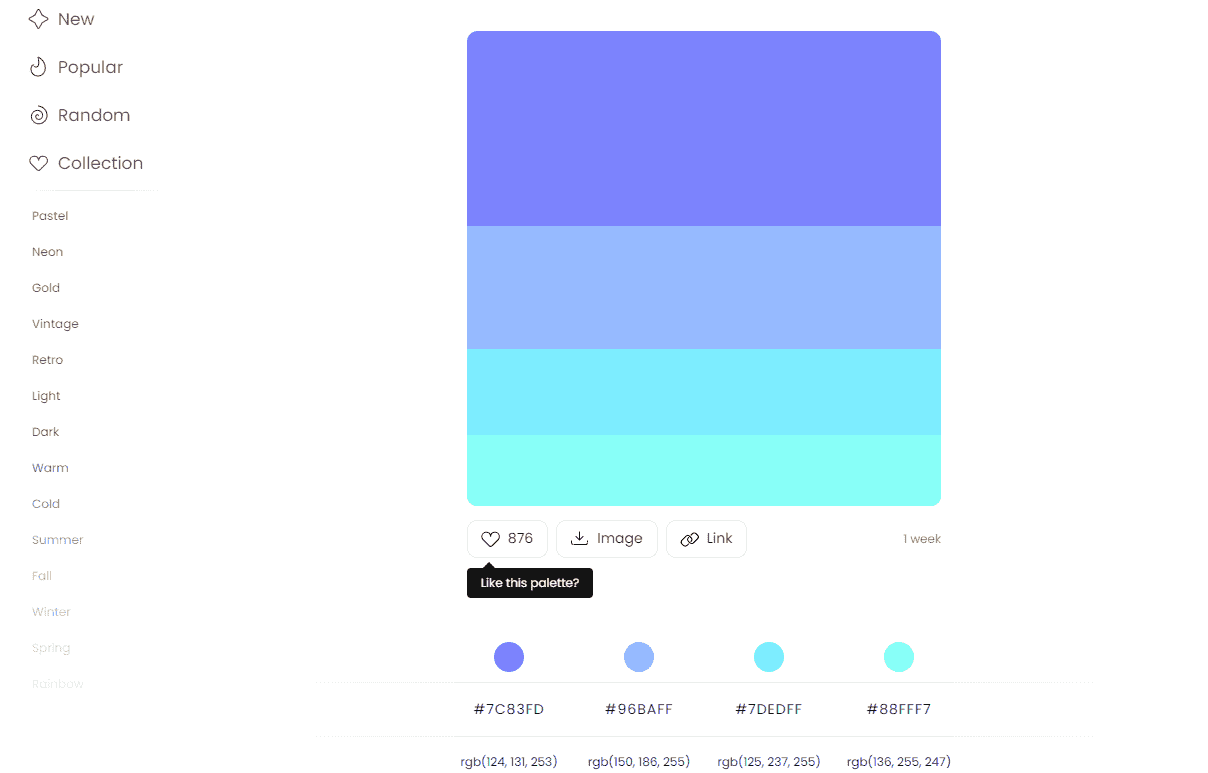 New
Popular
Random
Collection
Pastel
Neon
Gold
Vintage
Retro
Light
Dark
Warm
Cold
Summer
Fall
Winter
Spring
Rainbow
876 Image Link 1 week
Like this palette?
#7C83FD #96BAFF #7DEDFF #88FFF7
rgb(124, 131, 253) rgb(150, 186, 255) rgb(125, 237, 255) rgb(136, 255, 247)